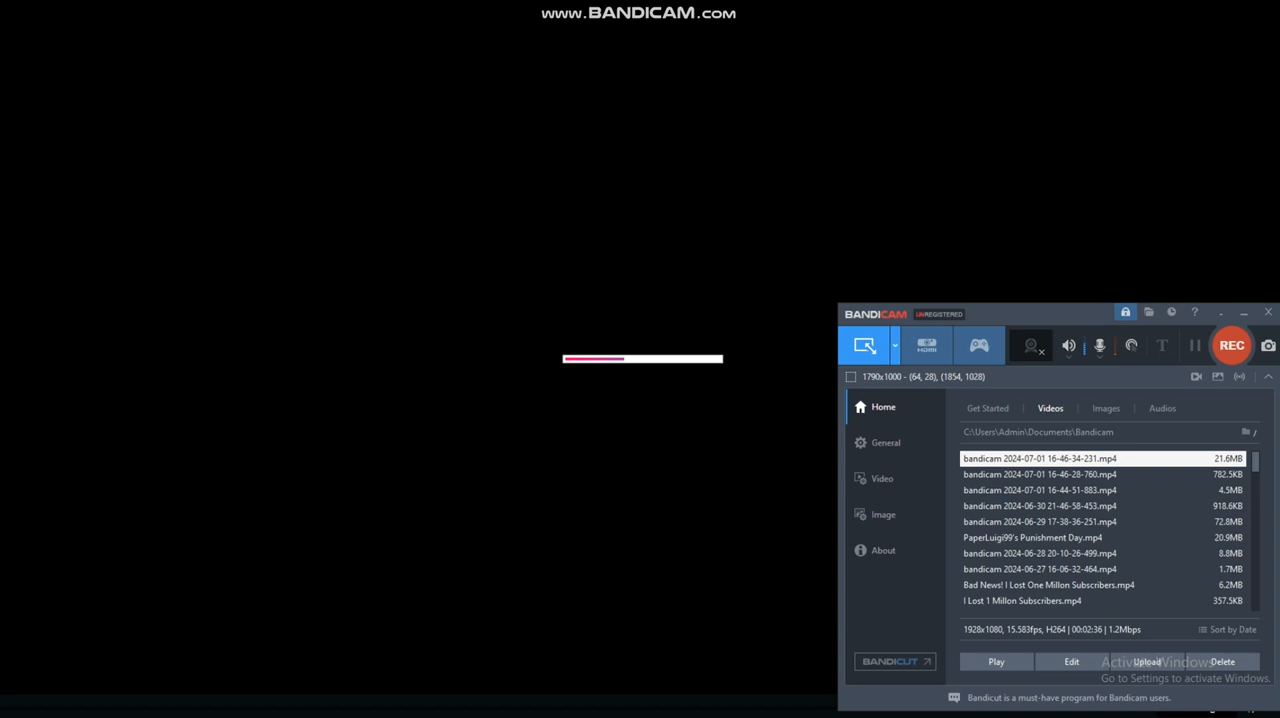 www.BANDICAM.com
BANDICAM UNREGISTERED
HDMI
REC
1790x1000 - (64, 28), (1854, 1028)
Home
General
Video
Image
About
BANDICUT
Get Started
Videos
Images
Audios
C:\Users\Admin\Documents\Bandicam
bandicam 2024-07-01 16-46-34-231.mp4 21.6MB
bandicam 2024-07-01 16-46-28-760.mp4 782.5KB
bandicam 2024-07-01 16-44-51-883.mp4 4.5MB
bandicam 2024-06-30 21-46-58-453.mp4 918.6KB
bandicam 2024-06-29 17-38-36-251.mp4 72.8MB
PaperLuigi99's Punishment Day.mp4 20.9MB
bandicam 2024-06-28 20-10-26-499.mp4 8.8MB
bandicam 2024-06-27 16-06-32-464.mp4 1.7MB
Bad News! I Lost One Millon Subscribers.mp4 6.2MB
I Lost 1 Millon Subscribers.mp4 357.5KB
1928x1080, 15.583fps, H264 | 00:02:36 | 1.2Mbps
Sort by Date
Play
Edit
Upload
Delete
Activate Windows
Go to Settings to activate Windows.
Bandicut is a must-have program for Bandicam users.